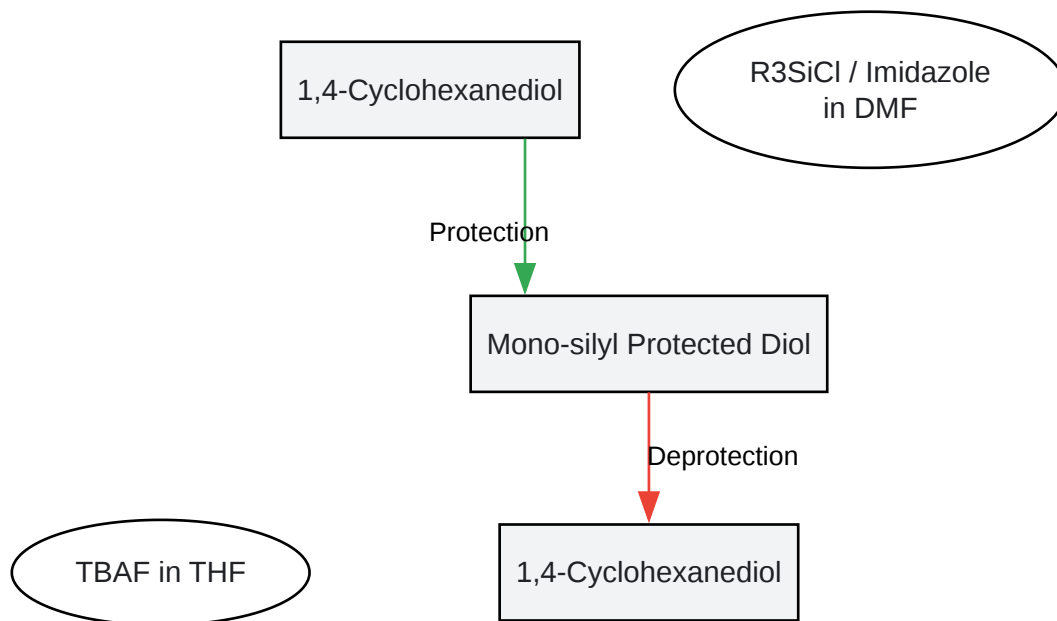 1,4-Cyclohexanediol
R3SiCl / Imidazole
in DMF
Protection
Mono-silyl Protected Diol
Deprotection
TBAF in THF
1,4-Cyclohexanediol